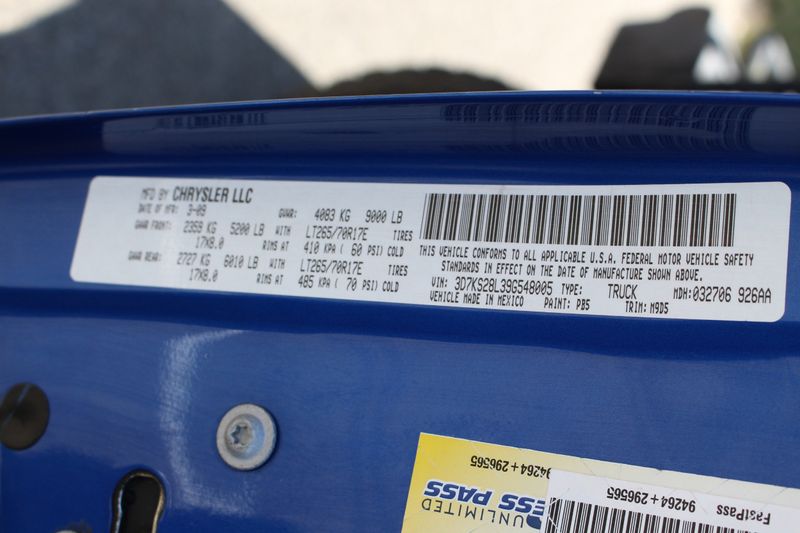 MFD BY CHRYSLER LLC
DATE OF MFR: 3-09 GVWR: 4083 KG 9000 LB
GAWR FRONT: 2359 KG 5200 LB WITH LT265/70R17E TIRES
17X8.0 RIMS AT 410 KPA ( 60 PSI) COLD
GAWR REAR: 2727 KG 6010 LB WITH LT265/70R17E TIRES
17X8.0 RIMS AT 485 KPA ( 70 PSI) COLD
THIS VEHICLE CONFORMS TO ALL APPLICABLE U.S.A. FEDERAL MOTOR VEHICLE SAFETY
STANDARDS IN EFFECT ON THE DATE OF MANUFACTURE SHOWN ABOVE.
VIN: 3D7KS28L39G548005 TYPE: TRUCK MDH: 032706 926AA
VEHICLE MADE IN MEXICO PAINT: PB5 TRIM: M9D5
94264+296565
UNLIMITED
ESS PASS
94264+296565
FastPass